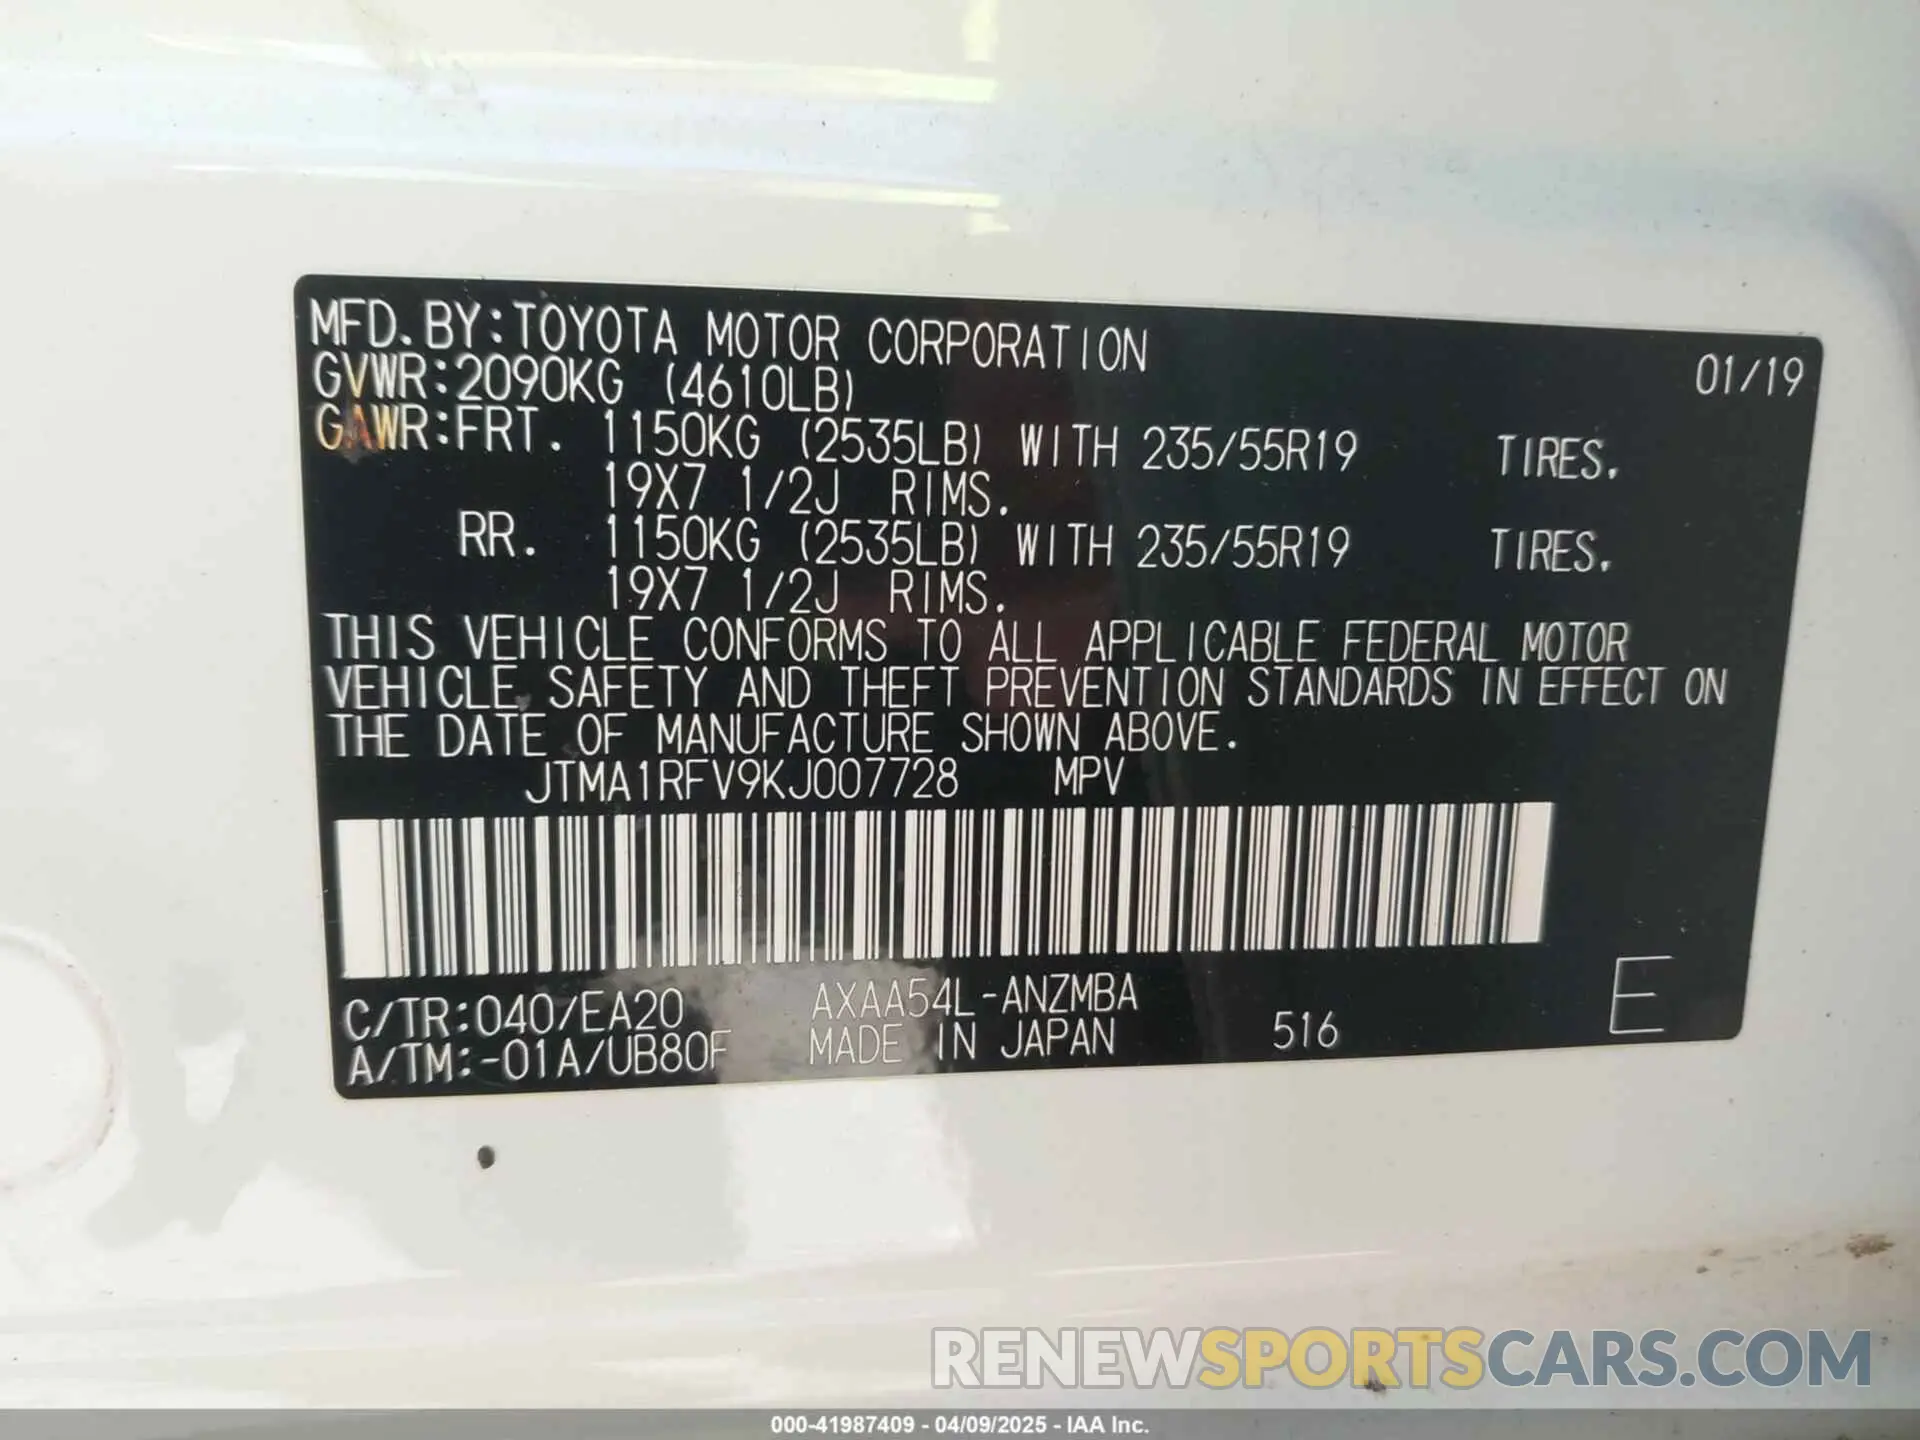 MFD. BY:TOYOTA MOTOR CORPORATION 01/19
GVWR:2090KG (4610LB)
GAWR:FRT. 1150KG (2535LB) WITH 235/55R19 TIRES.
19X7 1/2J RIMS.
RR. 1150KG (2535LB) WITH 235/55R19 TIRES.
19X7 1/2J RIMS.
THIS VEHICLE CONFORMS TO ALL APPLICABLE FEDERAL MOTOR
VEHICLE SAFETY AND THEFT PREVENTION STANDARDS IN EFFECT ON
THE DATE OF MANUFACTURE SHOWN ABOVE.
JTMA1RFV9KJ007728 MPV
C/TR:040/EA20 AXAA54L-ANZMBA E
A/TM:-01A/UB80F MADE IN JAPAN 516
RENEWSPORTSCARS.COM
000-41987409 - 04/09/2025 - IAA Inc.